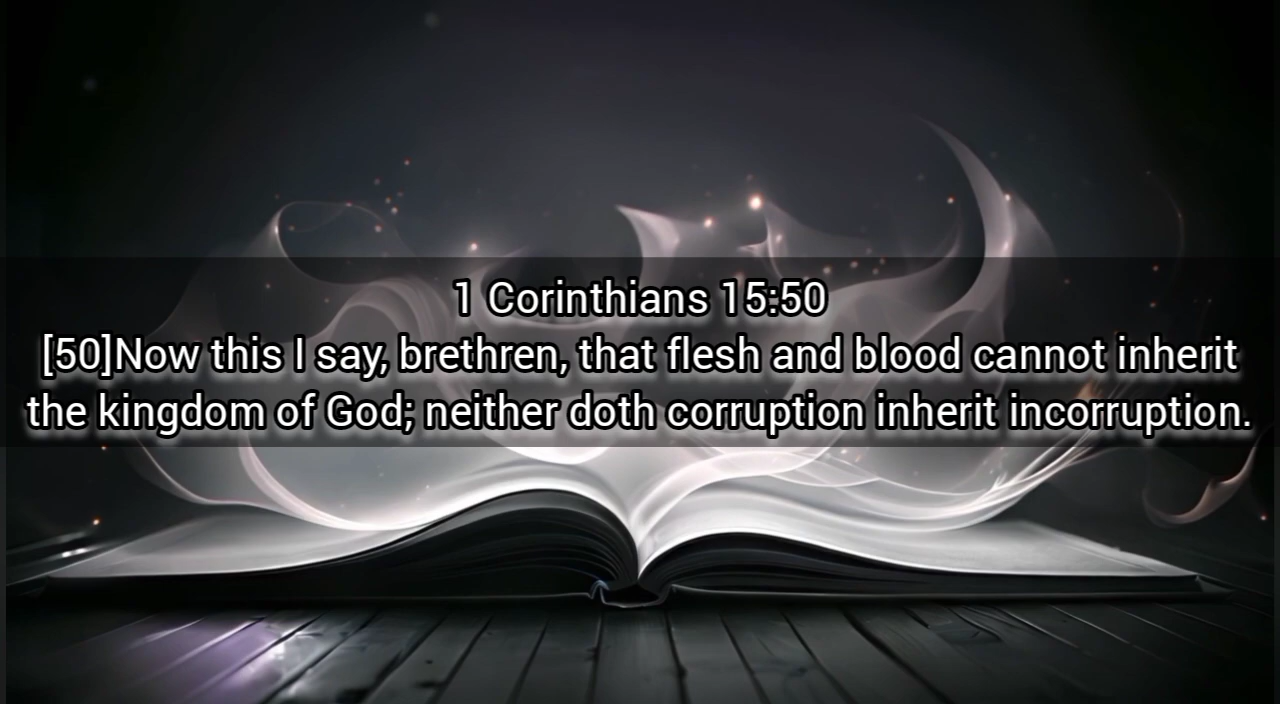 1 Corinthians 15:50
[50]Now this I say, brethren, that flesh and blood cannot inherit
the kingdom of God; neither doth corruption inherit incorruption.